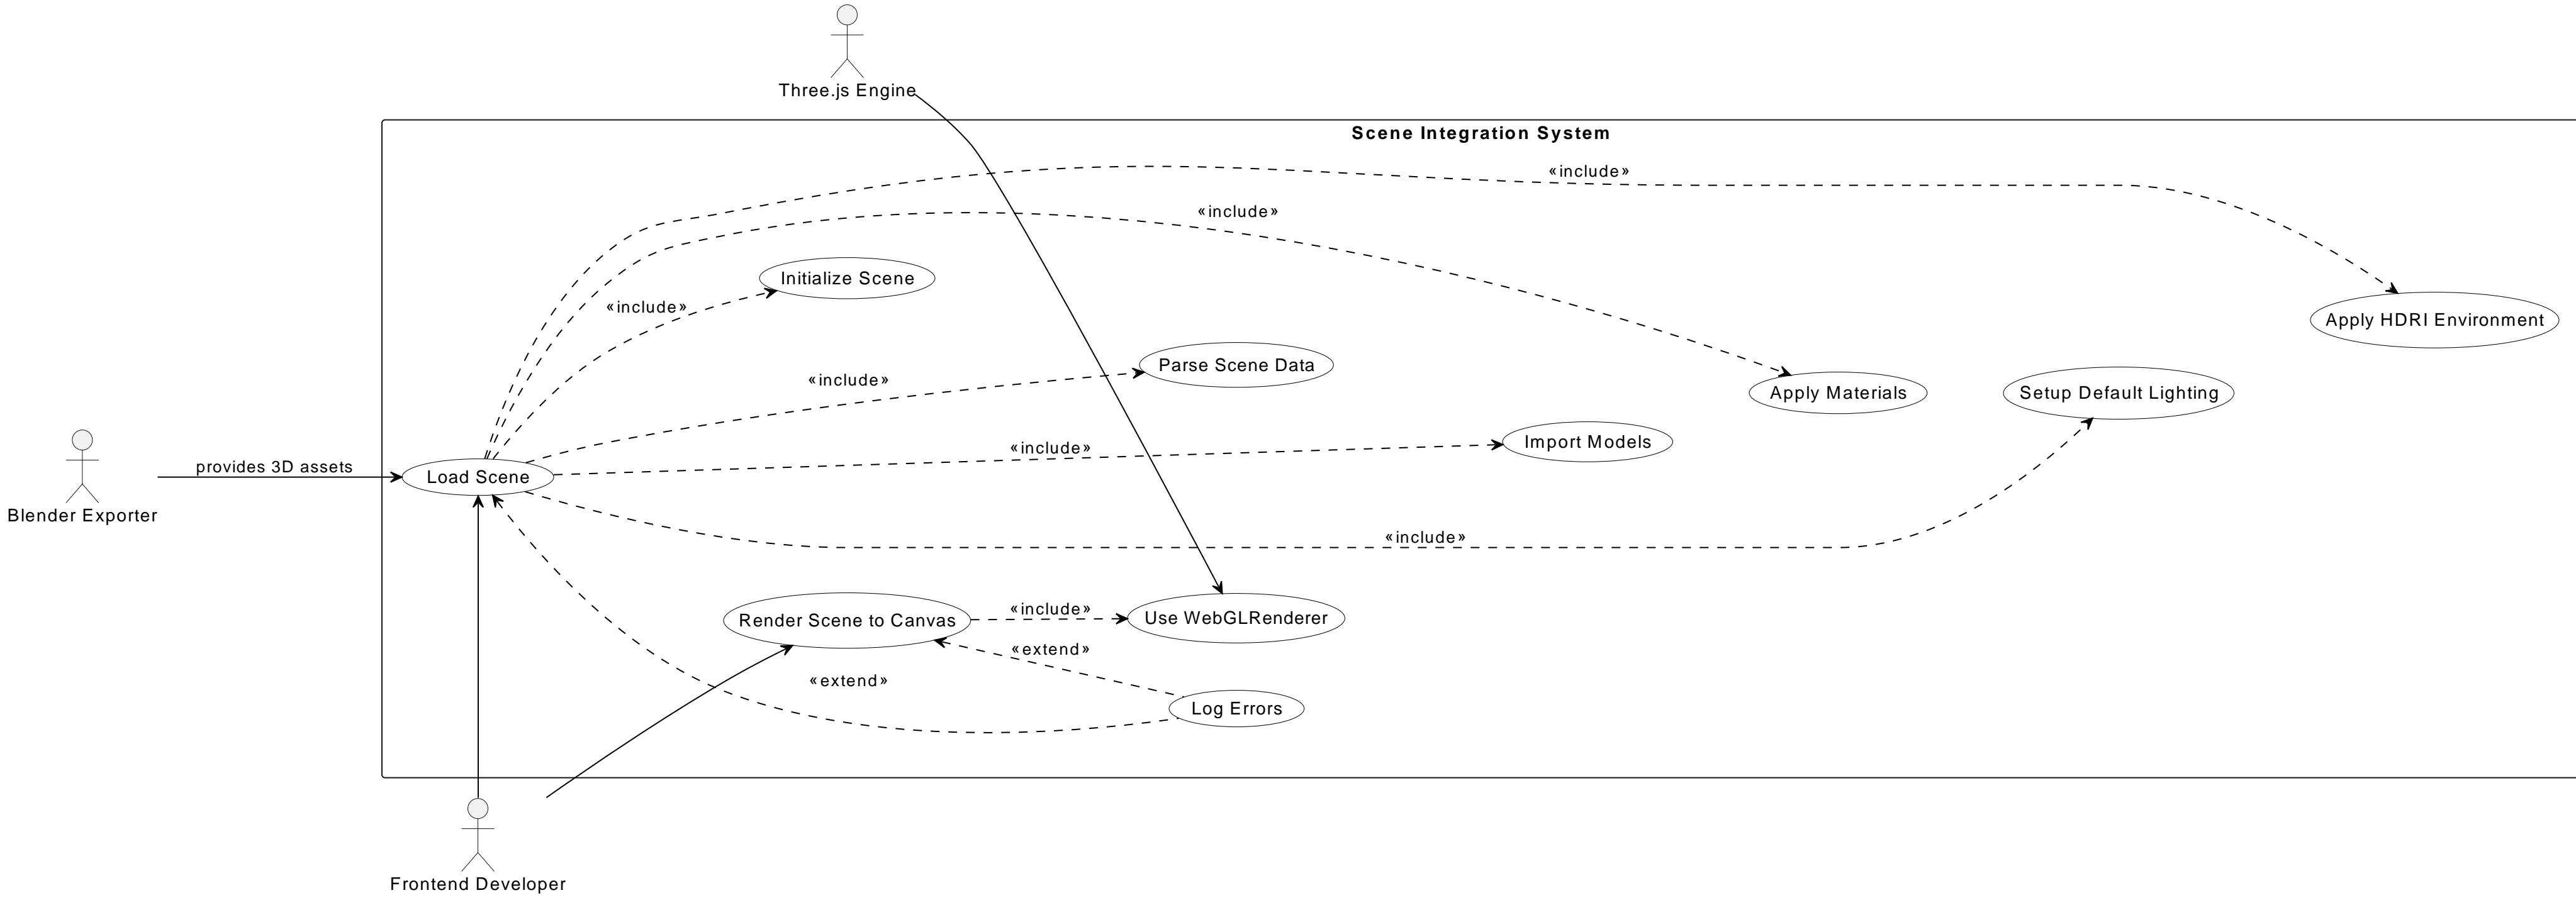 Three.js Engine
Scene Integration System
«include»
«include»
Initialize Scene
«include»
Apply HDRI Environment
Parse Scene Data
«include»
Apply Materials
Setup Default Lighting
Import Models
«include»
provides 3D assets
Load Scene
Blender Exporter
«include»
Render Scene to Canvas
«include»
Use WebGLRenderer
«extend»
«extend»
Log Errors
Frontend Developer